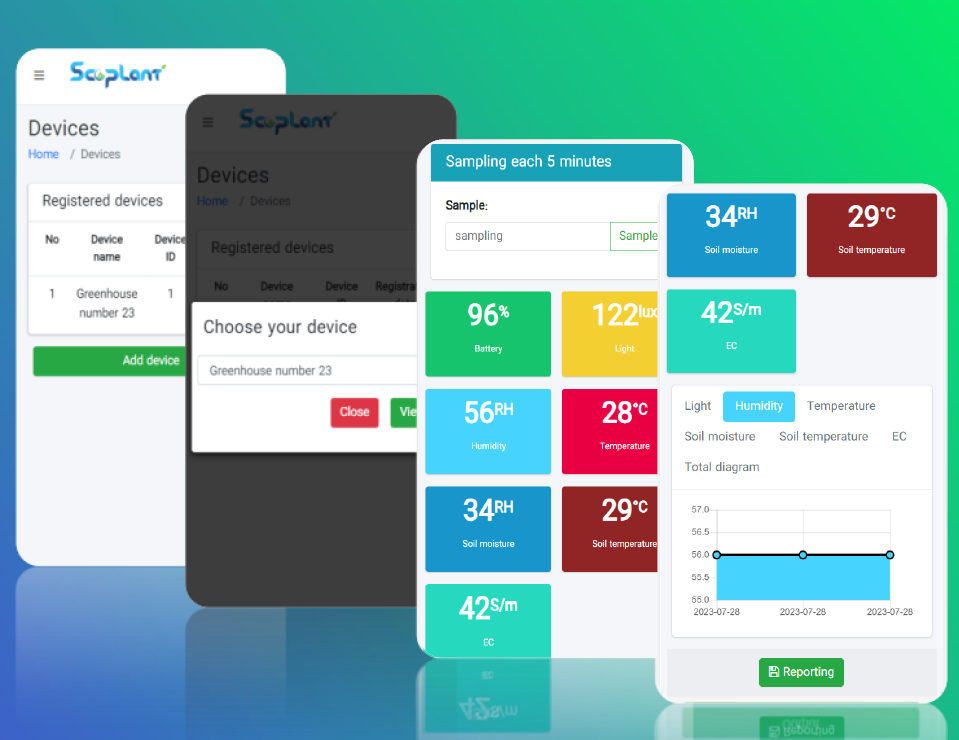 Scoplant
Devices
Home / Devices
Registered devices
No Device name Device ID
1 Greenhouse number 23 1
Add device
Scoplant
Devices
Home / Devices
Registered devices
No Device name Device
Choose your device
Greenhouse number 23
Close
Sampling each 5 minutes
Sample:
sampling Sample
96%
Battery
122lux
Light
56RH
Humidity
28°C
Temperature
34RH
Soil moisture
29°C
Soil temperature
42S/m
EC
34RH
Soil moisture
29°C
Soil temperature
42S/m
EC
Light Humidity Temperature
Soil moisture Soil temperature EC
Total diagram
57.0
56.5
56.0
55.5
55.0
2023-07-28 2023-07-28 2023-07-28
Reporting